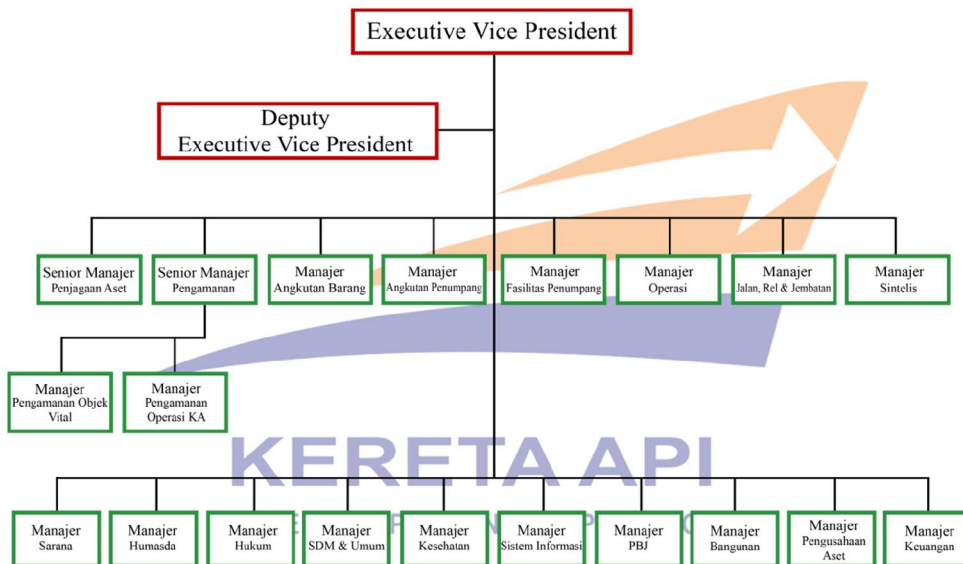 Executive Vice President
Deputy
Executive Vice President
Senior Manajer
Penjagaan Aset
Senior Manajer
Pengamanan
Manajer
Angkutan Barang
Manajer
Angkutan Penumpang
Manajer
Fasilitas Penumpang
Manajer
Operasi
Manajer
Jalan, Rel & Jembatan
Manajer
Sintelis
Manajer
Pengamanan Objek
Vital
Manajer
Pengamanan
Operasi KA
KERETA API
Manajer
Sarana
Manajer
Humasda
Manajer
Hukum
Manajer
SDM & Umum
Manajer
Kesehatan
Manajer
Sistem Informasi
Manajer
PBJ
Manajer
Bangunan
Manajer
Pengusahaan
Aset
Manajer
Keuangan